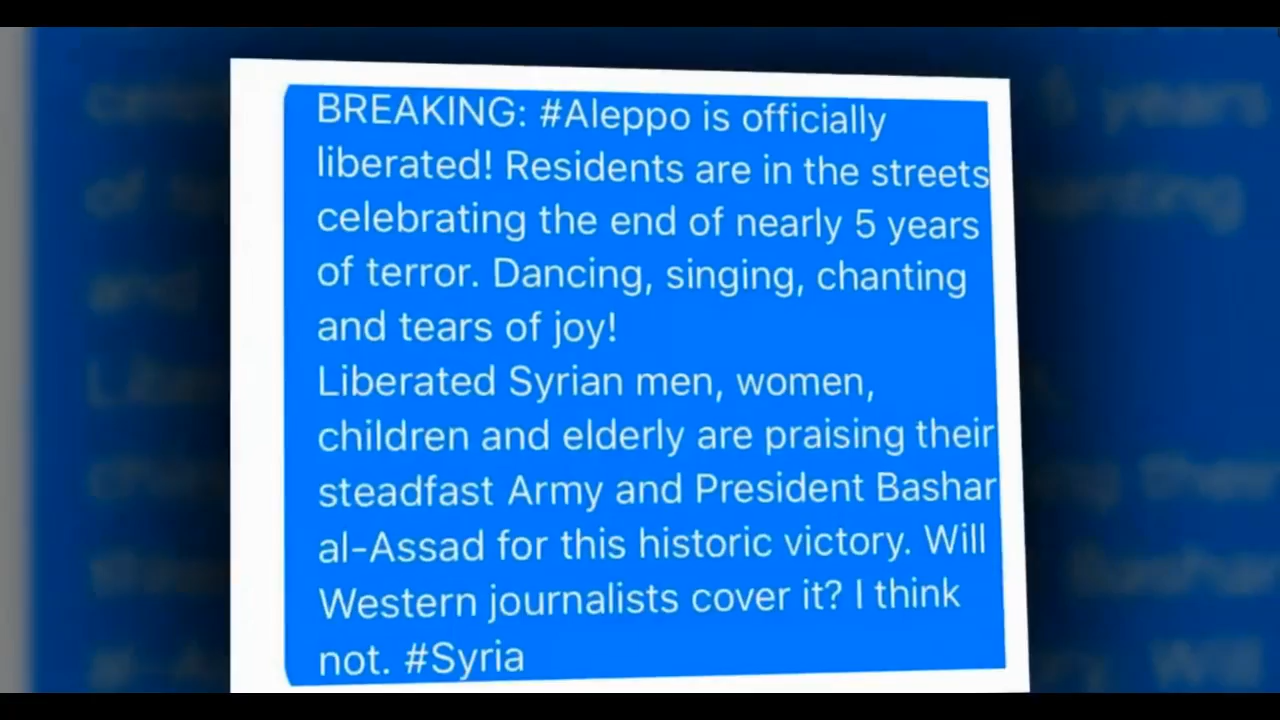 BREAKING: #Aleppo is officially
liberated! Residents are in the streets
celebrating the end of nearly 5 years
of terror. Dancing, singing, chanting
and tears of joy!
Liberated Syrian men, women,
children and elderly are praising their
steadfast Army and President Bashar
al-Assad for this historic victory. Will
Western journalists cover it? I think
not. #Syria